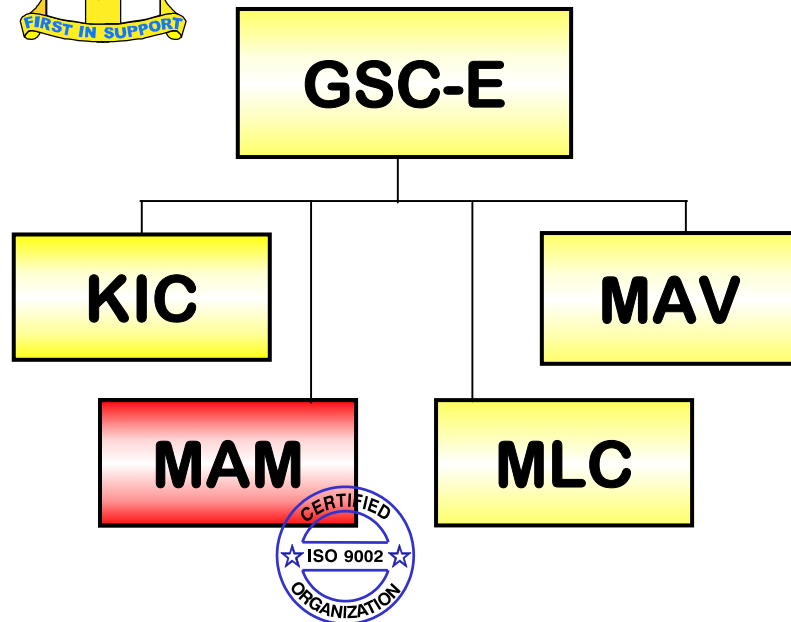 FIRST IN SUPPORT
GSC-E
KIC
MAV
MAM
MLC
CERTIFIED
ISO 9002
ORGANIZATION